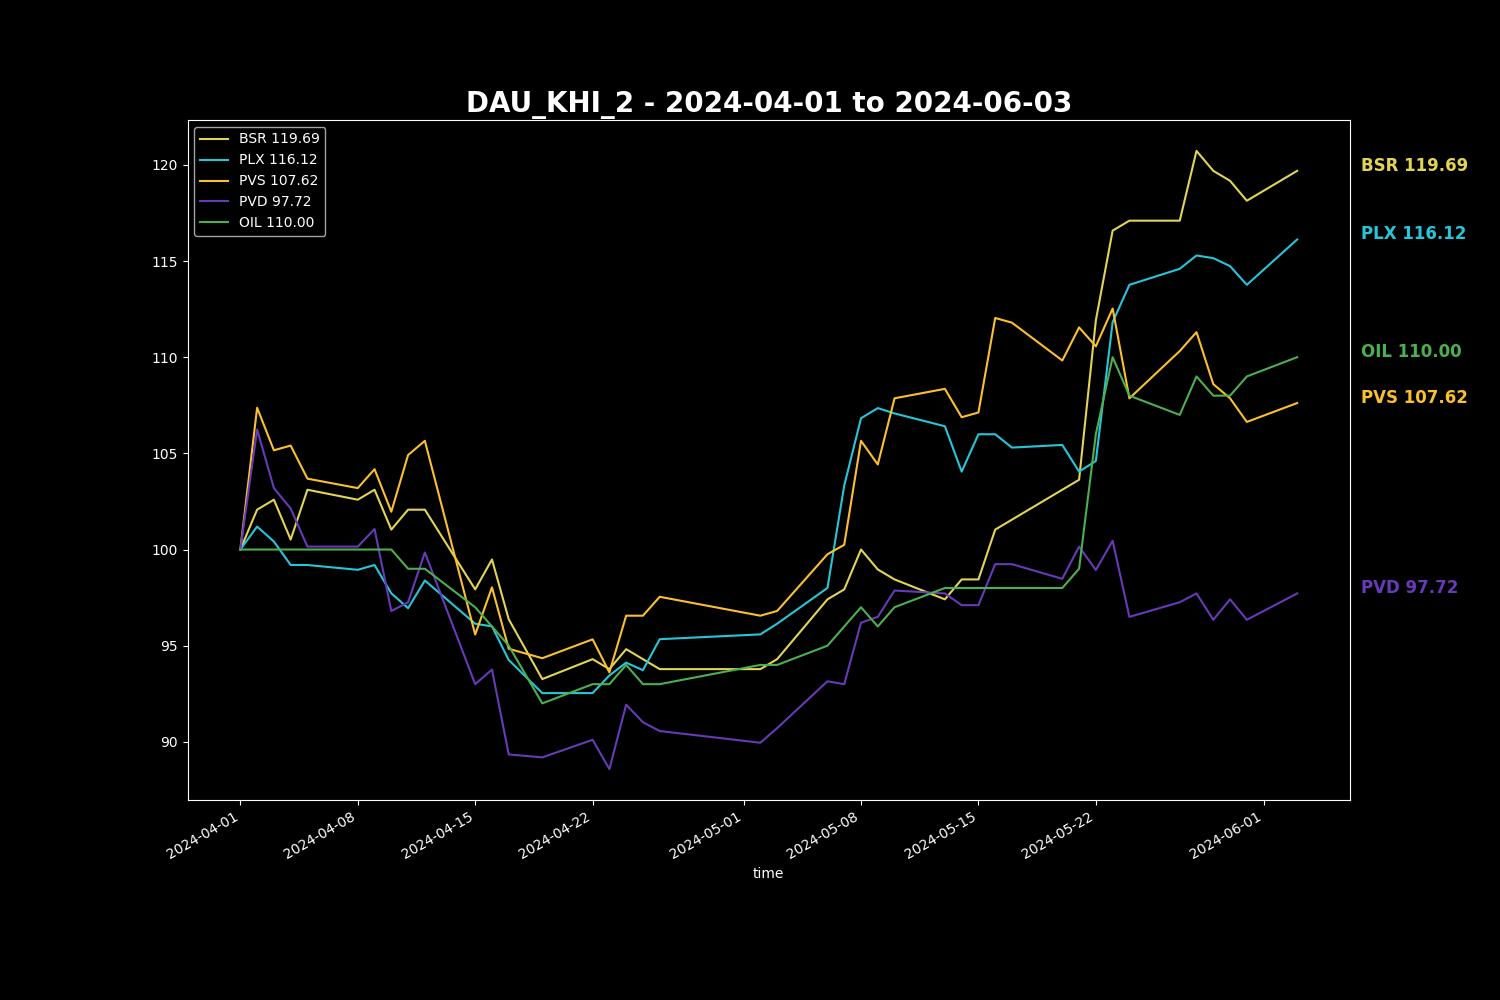 DAU_KHI_2 - 2024-04-01 to 2024-06-03
BSR 119.69
PLX 116.12
PVS 107.62
PVD 97.72
OIL 110.00
120
115
110
105
100
95
90
BSR 119.69
PLX 116.12
OIL 110.00
PVS 107.62
PVD 97.72
2024-04-01
2024-04-08
2024-04-15
2024-04-22
2024-05-01
2024-05-08
2024-05-15
2024-05-22
2024-06-01
time